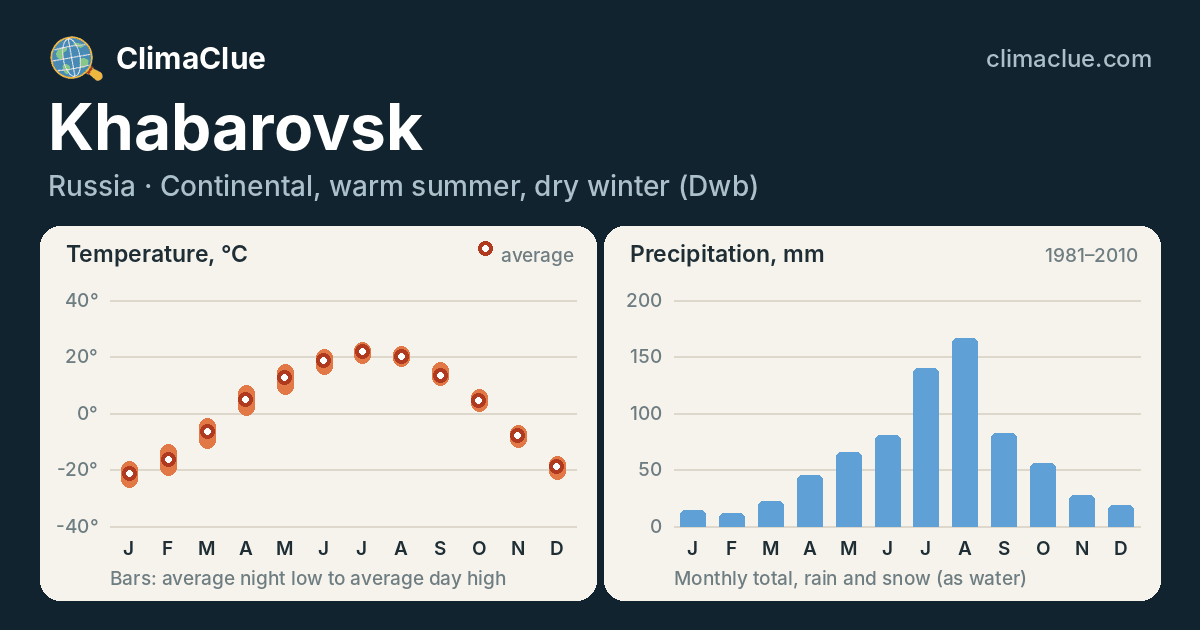 ClimaClue
climaclue.com
Khabarovsk
Russia · Continental, warm summer, dry winter (Dwb)
Temperature, °C
average
40°
20°
0°
-20°
-40°
J F M A M J J A S O N D
Bars: average night low to average day high
Precipitation, mm
1981–2010
200
150
100
50
0
J F M A M J J A S O N D
Monthly total, rain and snow (as water)